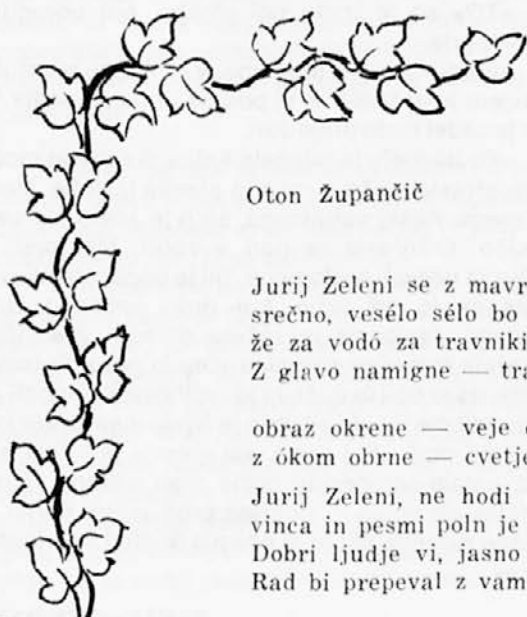 Oton Župančič
Jurij Zeleni se z mavr
srečno, vesélo sélo bo
že za vodó za travniki
Z glavo namigne — tra
obraz okrene — veje
z ókom obrne — cvetje
Jurij Zeleni, ne hodi
vinca in pesmi poln je
Dobri ljudje vi, jasno
Rad bi prepeval z vam